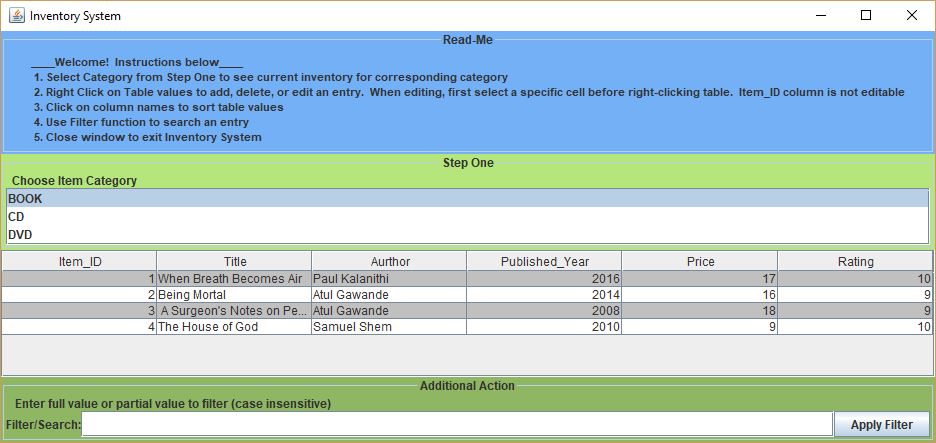 Inventory System
Read-Me
____Welcome!  Instructions below____
1. Select Category from Step One to see current inventory for corresponding category
2. Right Click on Table values to add, delete, or edit an entry.  When editing, first select a specific cell before right-clicking table.  Item_ID column is not editable
3. Click on column names to sort table values
4. Use Filter function to search an entry
5. Close window to exit Inventory System
Step One
Choose Item Category
BOOK
CD
DVD
Item_ID Title Aurthor Published_Year Price Rating
1 When Breath Becomes Air Paul Kalanithi 2016 17 10
2 Being Mortal Atul Gawande 2014 16 9
3 A Surgeon's Notes on Pe... Atul Gawande 2008 18 9
4 The House of God Samuel Shem 2010 9 10
Additional Action
Enter full value or partial value to filter (case insensitive)
Filter/Search: Apply Filter